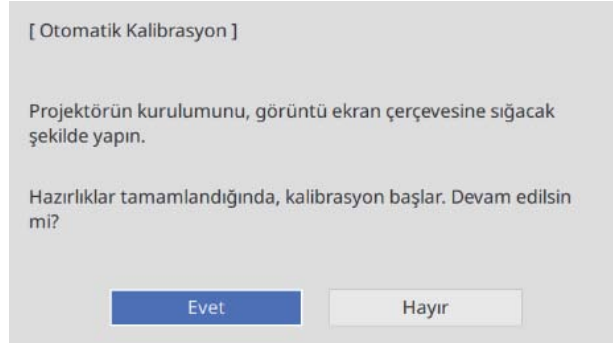 [ Otomatik Kalibrasyon ]
Projektörün kurulumunu, görüntü ekran çerçevesine sığacak
şekilde yapın.
Hazırlıklar tamamlandığında, kalibrasyon başlar. Devam edilsin
mi?
Evet
Hayır